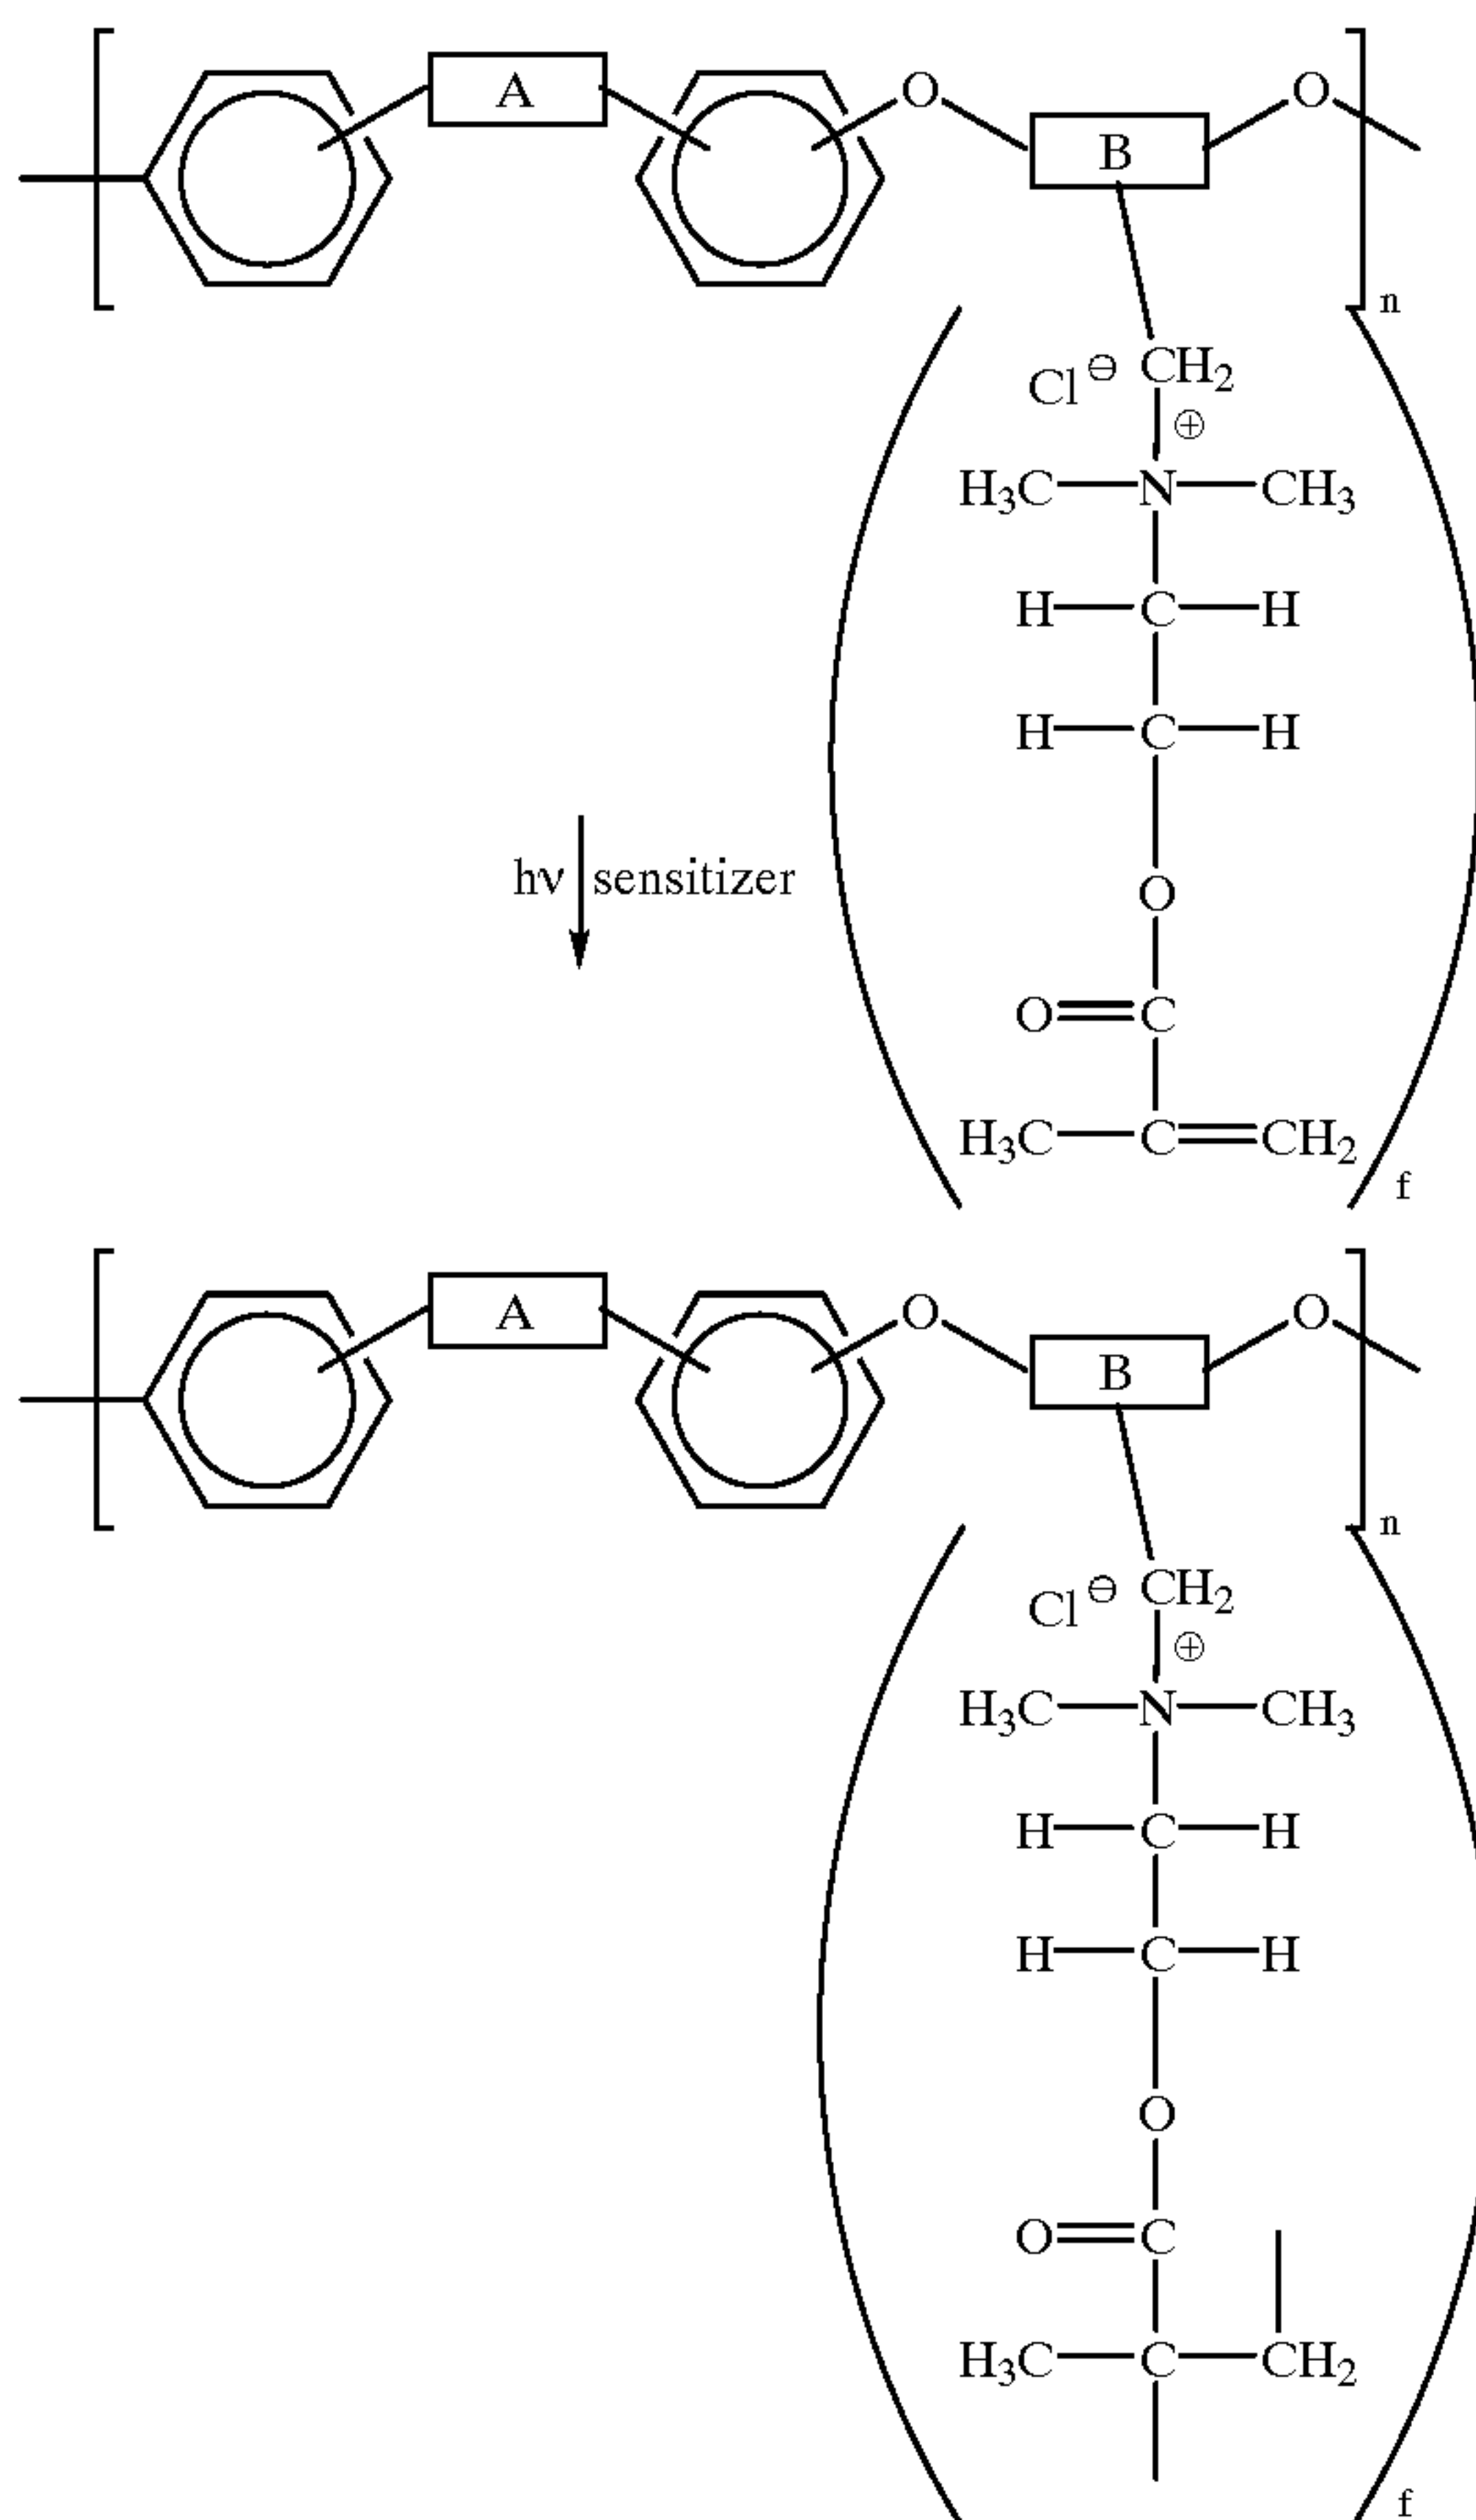 A O B O
n
Cl⊖ CH2
⊕
H3C N CH3
H C H
H C H
hν sensitizer
O
O C
H3C C CH2
f
A O B O
n
Cl⊖ CH2
⊕
H3C N CH3
H C H
H C H
O
O C
H3C C CH2
f